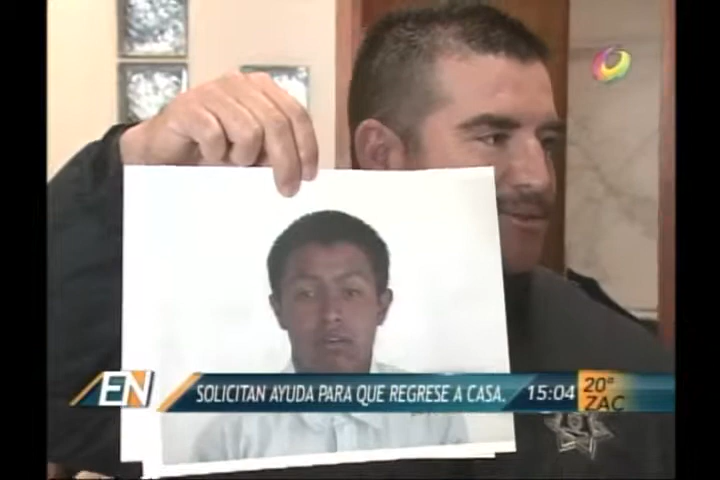 EN
SOLICITAN AYUDA PARA QUE REGRESE A CASA.
15:04
20°
ZAC